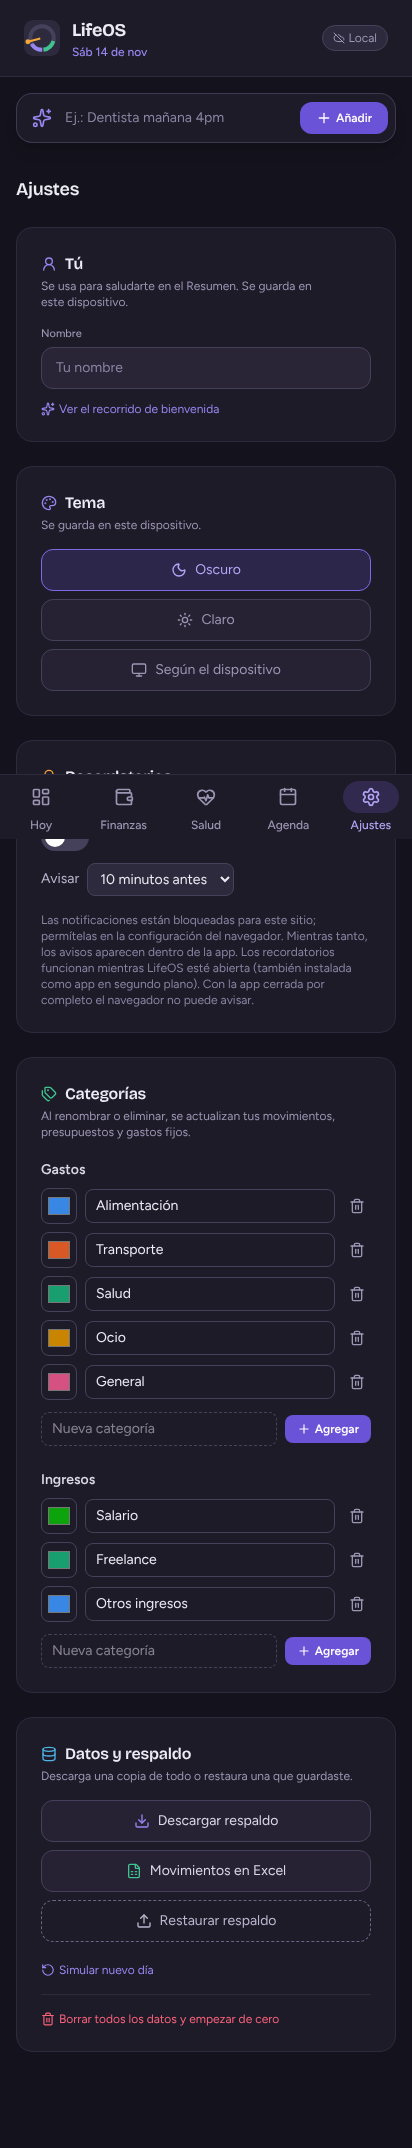 LifeOS
Sáb 14 de nov
Local
Ej.: Dentista mañana 4pm
Añadir
Ajustes
Tú
Se usa para saludarte en el Resumen. Se guarda en
este dispositivo.
Nombre
Tu nombre
Ver el recorrido de bienvenida
Tema
Se guarda en este dispositivo.
Oscuro
Claro
Según el dispositivo
Hoy
Finanzas
Salud
Agenda
Ajustes
Avisar
10 minutos antes
Las notificaciones están bloqueadas para este sitio;
permítelas en la configuración del navegador. Mientras tanto,
los avisos aparecen dentro de la app. Los recordatorios
funcionan mientras LifeOS esté abierta (también instalada
como app en segundo plano). Con la app cerrada por
completo el navegador no puede avisar.
Categorías
Al renombrar o eliminar, se actualizan tus movimientos,
presupuestos y gastos fijos.
Gastos
Alimentación
Transporte
Salud
Ocio
General
Nueva categoría
Agregar
Ingresos
Salario
Freelance
Otros ingresos
Nueva categoría
Agregar
Datos y respaldo
Descarga una copia de todo o restaura una que guardaste.
Descargar respaldo
Movimientos en Excel
Restaurar respaldo
Simular nuevo día
Borrar todos los datos y empezar de cero